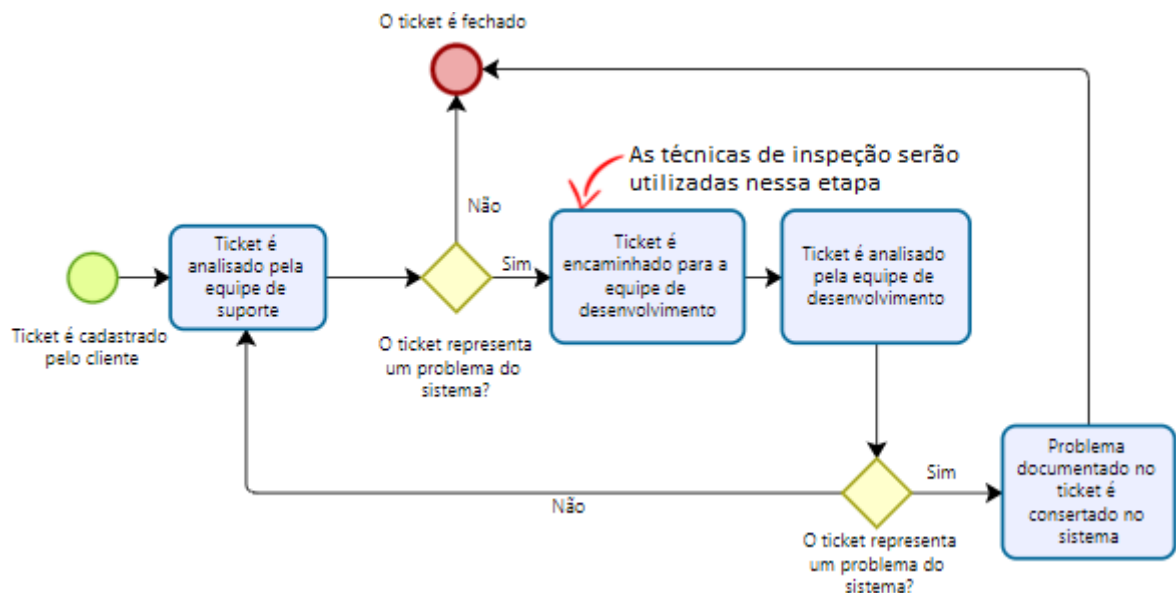 O ticket é fechado
As técnicas de inspeção serão
utilizadas nessa etapa
Não
Ticket é
analisado pela
equipe de
suporte
Sim
Ticket é
encaminhado para a
equipe de
desenvolvimento
Ticket é analisado
pela equipe de
desenvolvimento
Ticket é cadastrado
pelo cliente
O ticket representa
um problema do
sistema?
Não
Sim
Problema
documentado no
ticket é
consertado no
sistema
O ticket representa
um problema do
sistema?